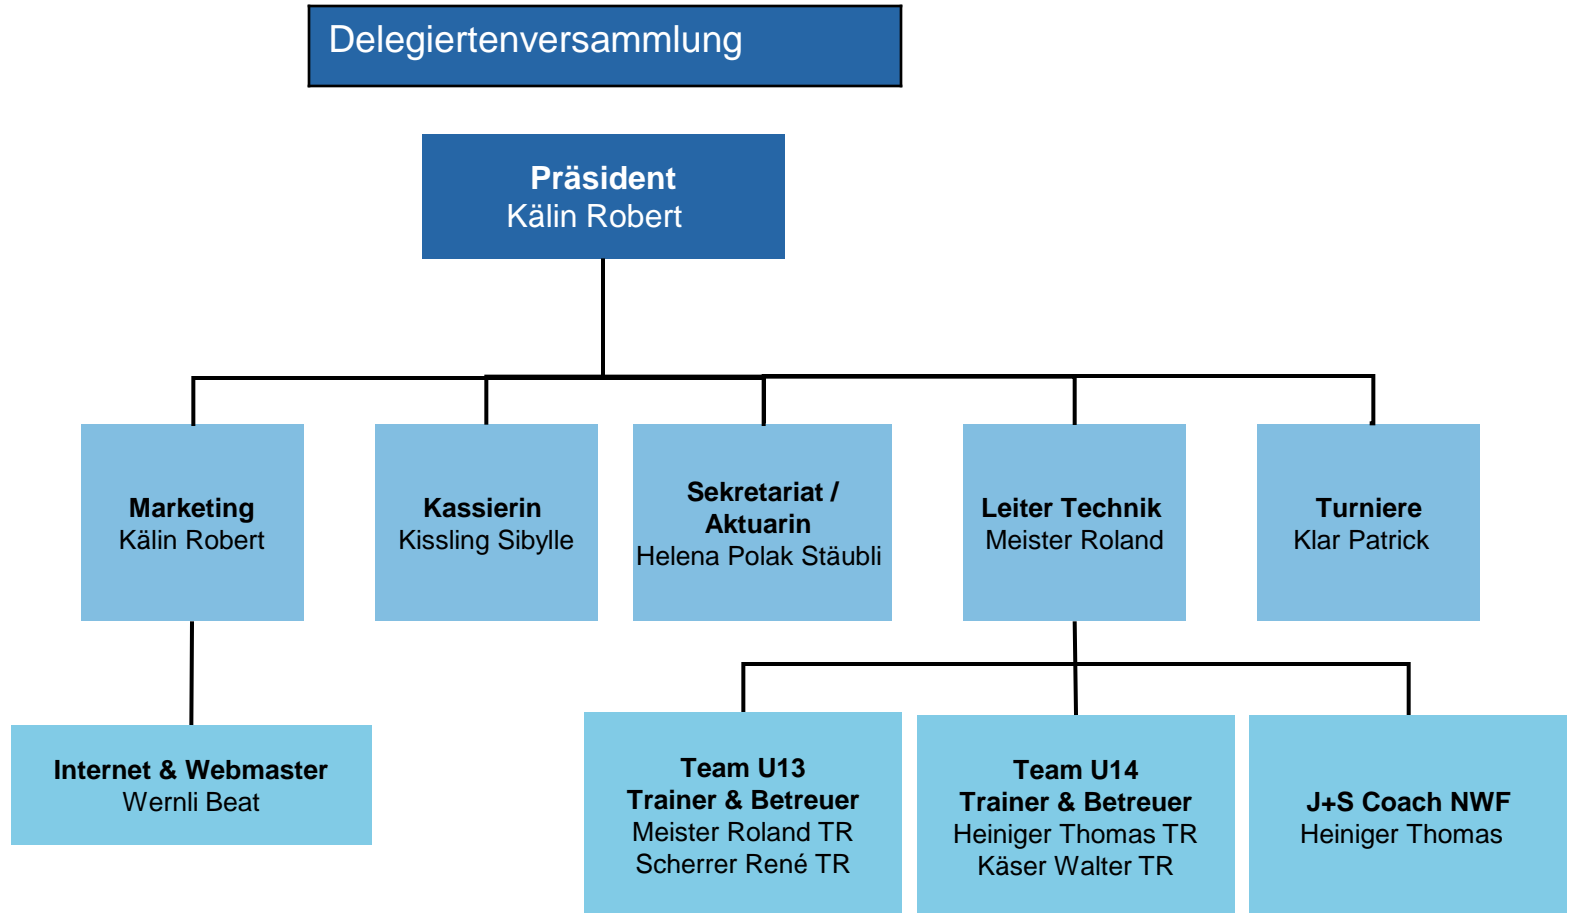 Delegiertenversammlung
Präsident
Kälin Robert
Marketing
Kälin Robert
Kassierin
Kissling Sibylle
Sekretariat /
Aktuarin
Helena Polak Stäubli
Leiter Technik
Meister Roland
Turniere
Klar Patrick
Internet & Webmaster
Wernli Beat
Team U13
Trainer & Betreuer
Meister Roland TR
Scherrer René TR
Team U14
Trainer & Betreuer
Heiniger Thomas TR
Käser Walter TR
J+S Coach NWF
Heiniger Thomas